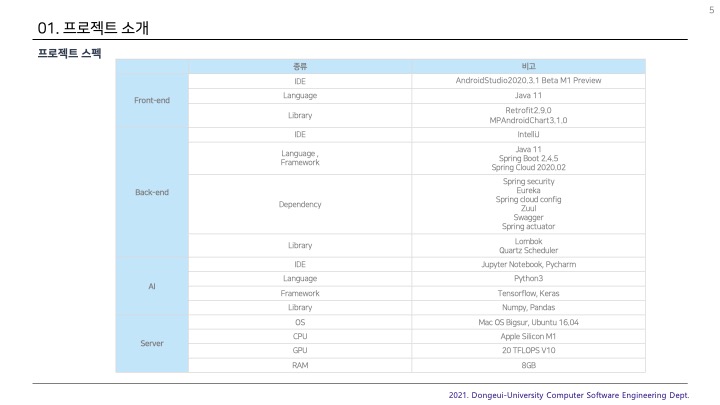 5
01. 프로젝트 소개
프로젝트 스펙
종류 비고
Front-end
IDE AndroidStudio2020.3.1 Beta M1 Preview
Language Java 11
Library Retrofit2.9.0
MPAndroidChart3.1.0
Back-end
IDE IntelliJ
Language, Framework
Java 11
Spring Boot 2.4.5
Spring Cloud 2020.02
Dependency
Spring security
Eureka
Spring cloud config
Zuul
Swagger
Spring actuator
Library
Lombok
Quartz Scheduler
AI
IDE Jupyter Notebook, Pycharm
Language Python3
Framework Tensorflow, Keras
Library Numpy, Pandas
Server
OS Mac OS Bigsur, Ubuntu 16.04
CPU Apple Silicon M1
GPU 20 TFLOPS V10
RAM 8GB
2021. Dongeui-University Computer Software Engineering Dept.